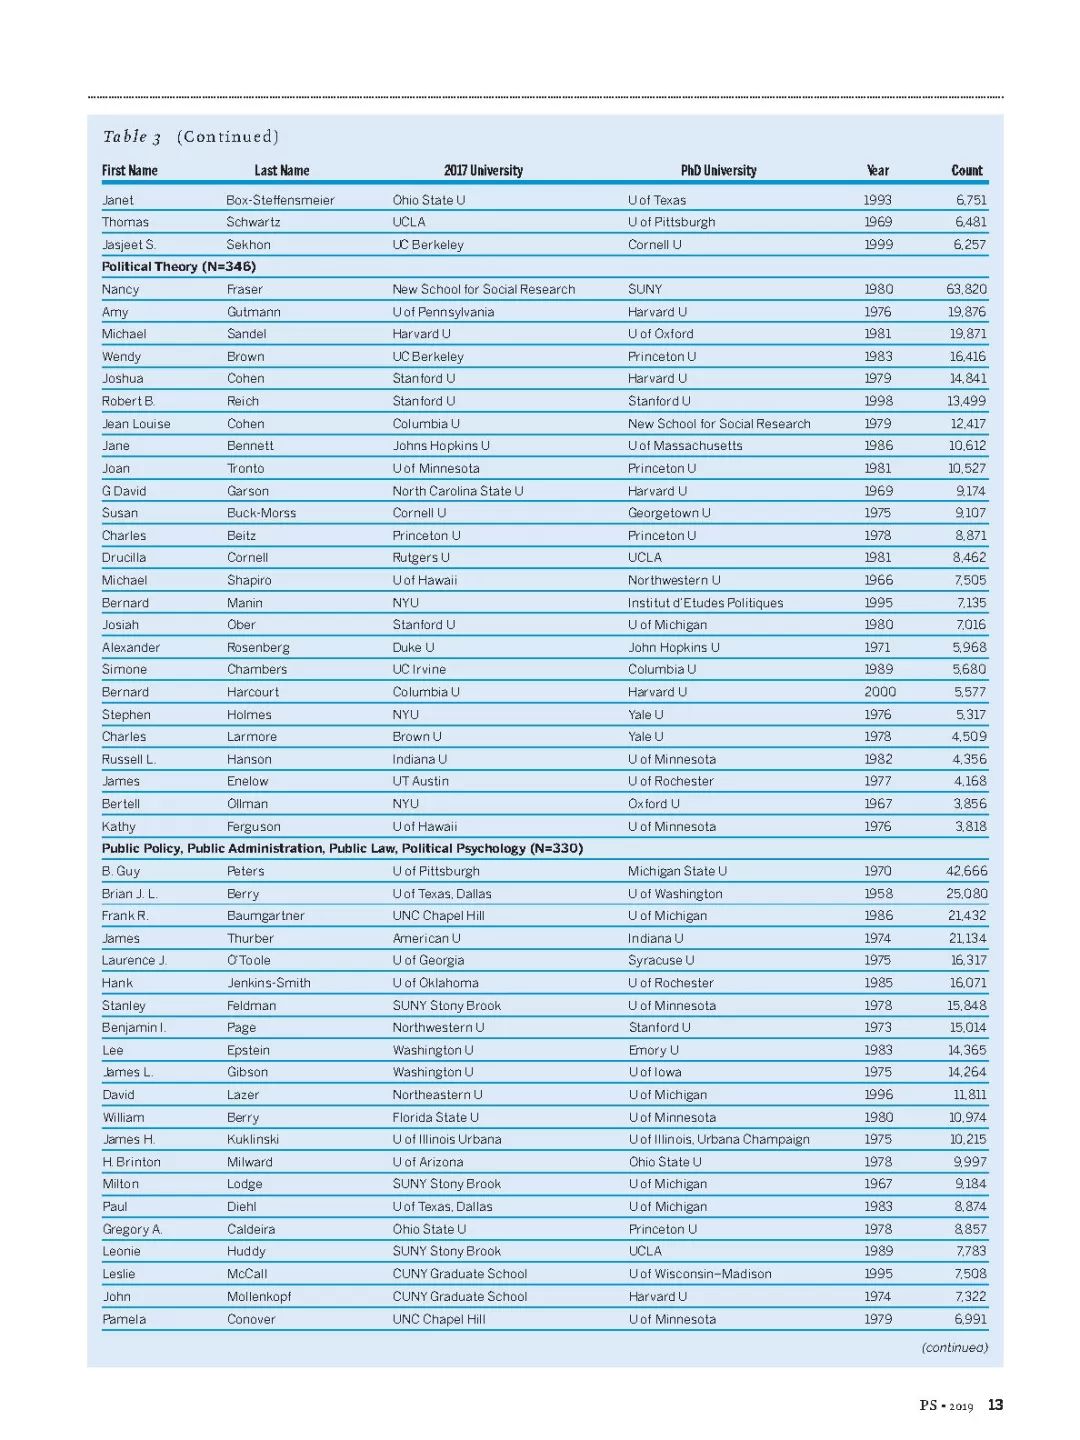 Table 3 (Continued)
First Name Last Name 2017 University PhD University Year Count
Janet Box-Steffensmeier Ohio State U U of Texas 1993 6,751
Thomas Schwartz UCLA U of Pittsburgh 1969 6,481
Jasjeet S. Sekhon UC Berkeley Cornell U 1999 6,257
Political Theory (N=346)
Nancy Fraser New School for Social Research SUNY 1980 63,820
Amy Gutmann U of Pennsylvania Harvard U 1976 19,876
Michael Sandel Harvard U U of Oxford 1981 19,871
Wendy Brown UC Berkeley Princeton U 1983 16,416
Joshua Cohen Stanford U Harvard U 1979 14,841
Robert B. Reich Stanford U Stanford U 1998 13,499
Jean Louise Cohen Columbia U New School for Social Research 1979 12,417
Jane Bennett Johns Hopkins U U of Massachusetts 1986 10,612
Joan Tronto U of Minnesota Princeton U 1981 10,527
G David Garson North Carolina State U Harvard U 1969 9,174
Susan Buck-Morss Cornell U Georgetown U 1975 9,107
Charles Beitz Princeton U Princeton U 1978 8,871
Drucilla Cornell Rutgers U UCLA 1981 8,462
Michael Shapiro U of Hawaii Northwestern U 1966 7,505
Bernard Manin NYU Institut d'Etudes Politiques 1995 7,135
Josiah Ober Stanford U U of Michigan 1980 7,016
Alexander Rosenberg Duke U John Hopkins U 1971 5,968
Simone Chambers UC Irvine Columbia U 1989 5,680
Bernard Harcourt Columbia U Harvard U 2000 5,577
Stephen Holmes NYU Yale U 1976 5,317
Charles Larmore Brown U Yale U 1978 4,509
Russell L. Hanson Indiana U U of Minnesota 1982 4,356
James Enelow UT Austin U of Rochester 1977 4,168
Bertell Ollman NYU Oxford U 1967 3,856
Kathy Ferguson U of Hawaii U of Minnesota 1976 3,818
Public Policy, Public Administration, Public Law, Political Psychology (N=330)
B. Guy Peters U of Pittsburgh Michigan State U 1970 42,666
Brian J. L. Berry U of Texas, Dallas U of Washington 1958 25,080
Frank R. Baumgartner UNC Chapel Hill U of Michigan 1986 21,432
James Thurber American U Indiana U 1974 21,134
Laurence J. O'Toole U of Georgia Syracuse U 1975 16,317
Hank Jenkins-Smith U of Oklahoma U of Rochester 1985 16,071
Stanley Feldman SUNY Stony Brook U of Minnesota 1978 15,848
Benjamin I. Page Northwestern U Stanford U 1973 15,014
Lee Epstein Washington U Emory U 1983 14,365
James L. Gibson Washington U U of Iowa 1975 14,264
David Lazer Northeastern U U of Michigan 1996 11,811
William Berry Florida State U U of Minnesota 1980 10,974
James H. Kuklinski U of Illinois Urbana U of Illinois, Urbana Champaign 1975 10,215
H. Brinton Milward U of Arizona Ohio State U 1978 9,997
Milton Lodge SUNY Stony Brook U of Michigan 1967 9,184
Paul Diehl U of Texas, Dallas U of Michigan 1983 8,874
Gregory A. Caldeira Ohio State U Princeton U 1978 8,857
Leonie Huddy SUNY Stony Brook UCLA 1989 7,783
Leslie McCall CUNY Graduate School U of Wisconsin–Madison 1995 7,508
John Mollenkopf CUNY Graduate School Harvard U 1974 7,322
Pamela Conover UNC Chapel Hill U of Minnesota 1979 6,991
(continued)
PS • 2019 13